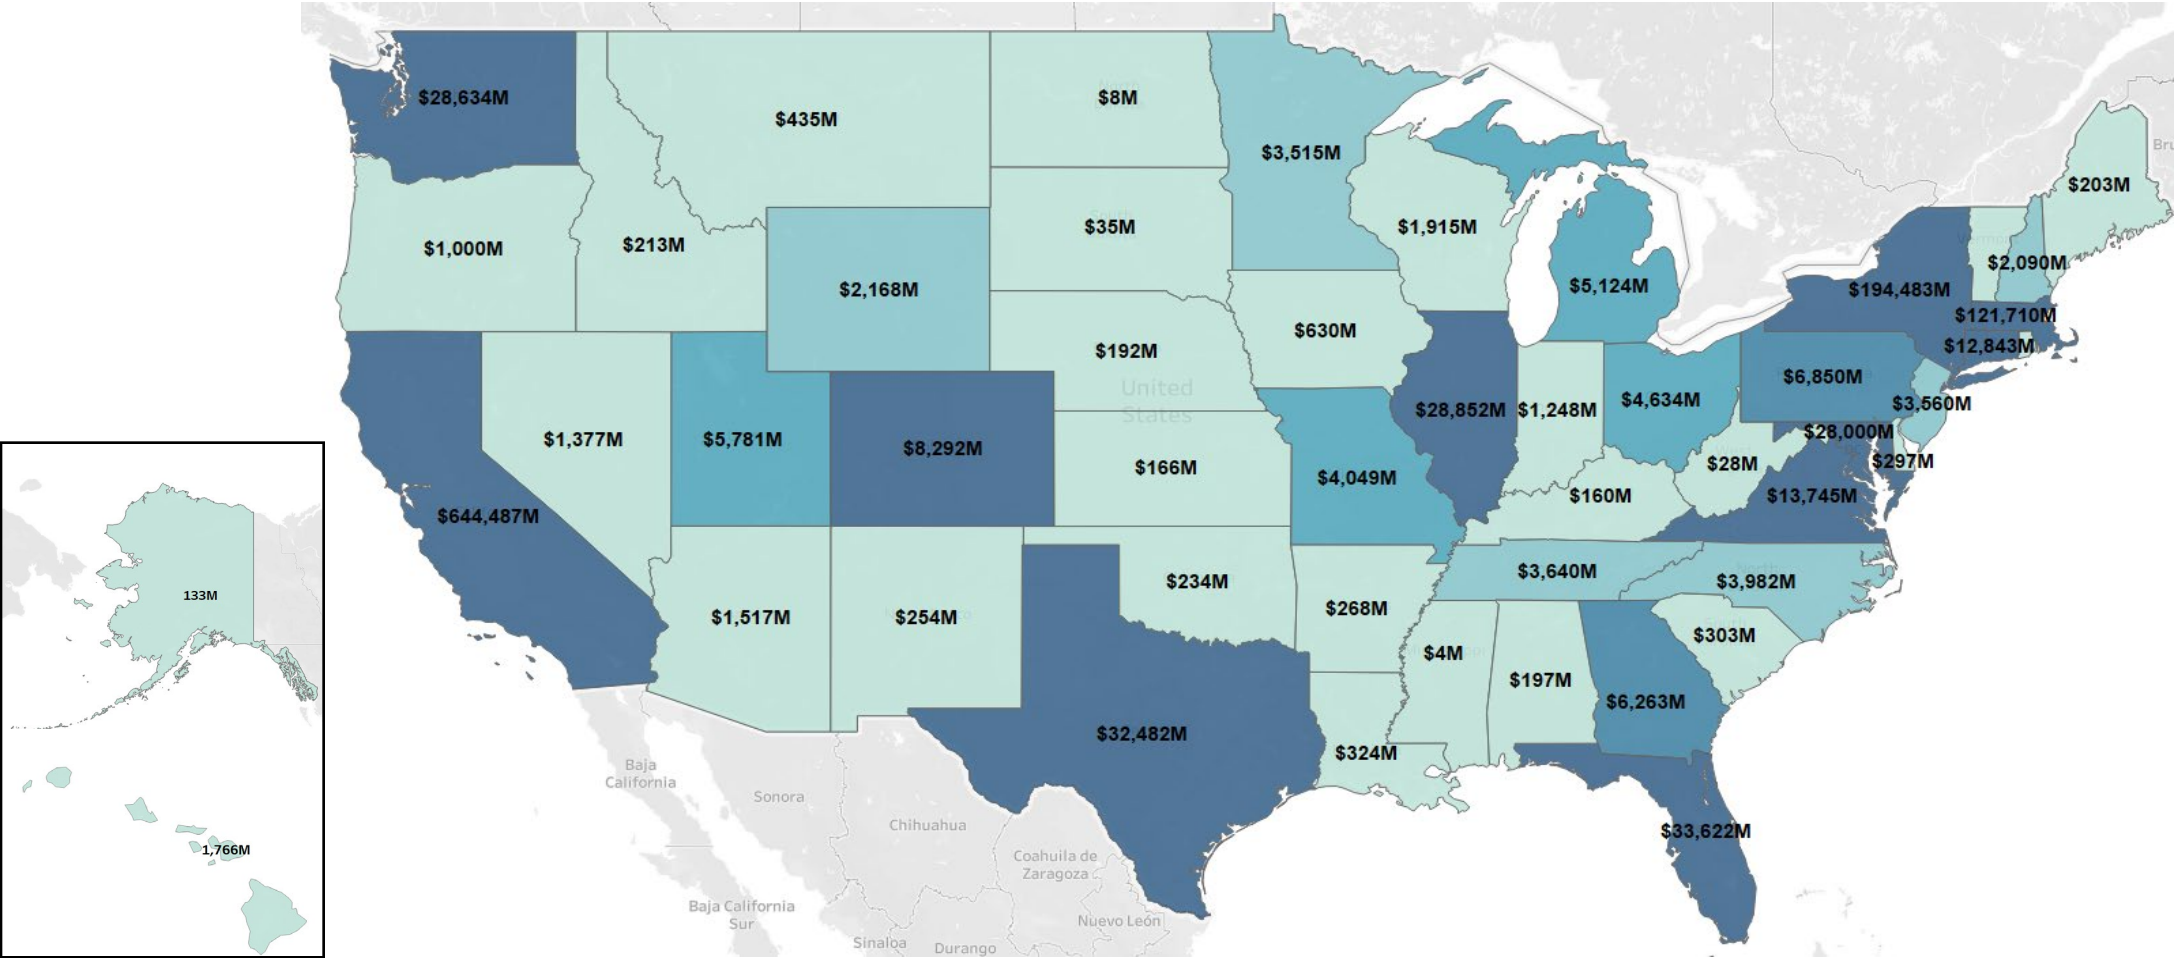 $28,634M
$435M
$8M
$3,515M
$203M
$1,000M
$213M
$2,168M
$35M
$1,915M
$5,124M
Vermont
$2,090M
$194,483M
$121,710M
$12,843M
$630M
$192M
United
States
$6,850M
$3,560M
$28,000M
$297M
$1,377M
$5,781M
$8,292M
$166M
$4,049M
$28,852M
$1,248M
$4,634M
$28M
$160M
$13,745M
$644,487M
$1,517M
$254M
$234M
$268M
$3,640M
$3,982M
$303M
$4M
$197M
$6,263M
$32,482M
$324M
$33,622M
133M
1,766M
Baja
California
Sonora
Chihuahua
Coahuila de
Zaragoza
Baja California
Sur
Sinaloa
Durango
Nuevo León